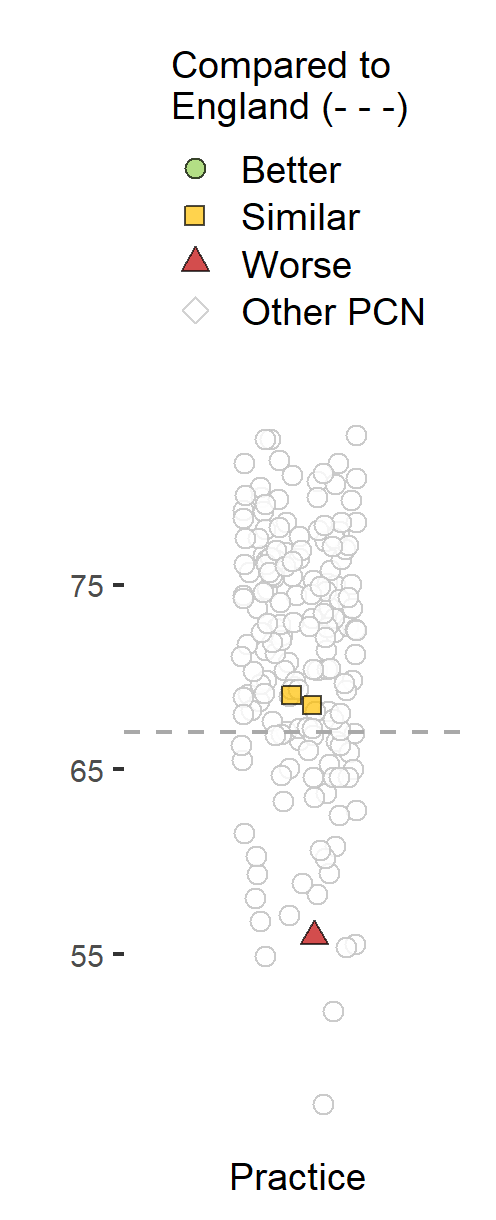 Compared to
England (- - -)
Better
Similar
Worse
Other PCN
75
65
55
Practice